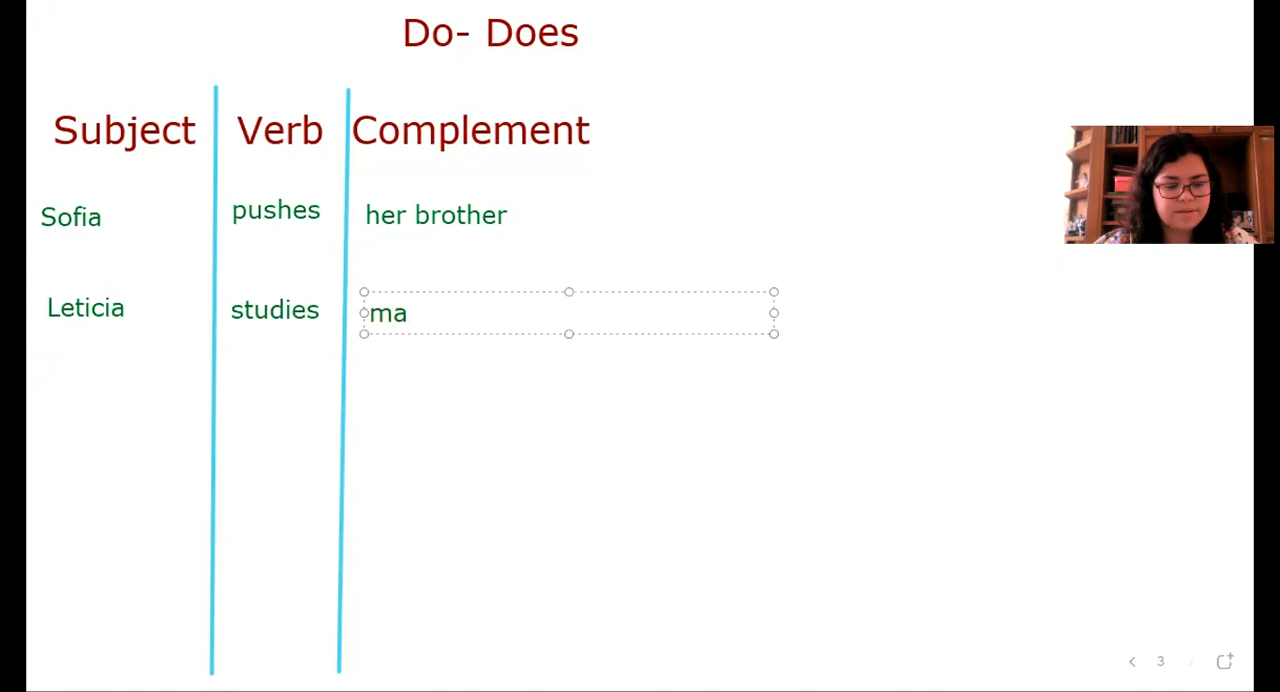 Do- Does
Subject Verb Complement
Sofia pushes her brother
Leticia studies ma
3